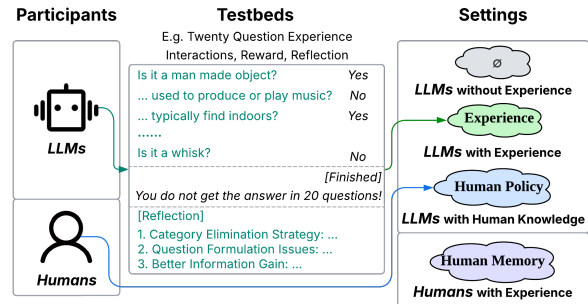 Participants
Testbeds
Settings
E.g. Twenty Question Experience
Interactions, Reward, Reflection
Is it a man made object? Yes
... used to produce or play music? No
... typically find indoors? Yes
......
Is it a whisk? No
[Finished]
You do not get the answer in 20 questions!
[Reflection]
1. Category Elimination Strategy: ...
2. Question Formulation Issues: ...
3. Better Information Gain: ...
LLMs
Humans
∅
LLMs without Experience
Experience
LLMs with Experience
Human Policy
LLMs with Human Knowledge
Human Memory
Humans with Experience